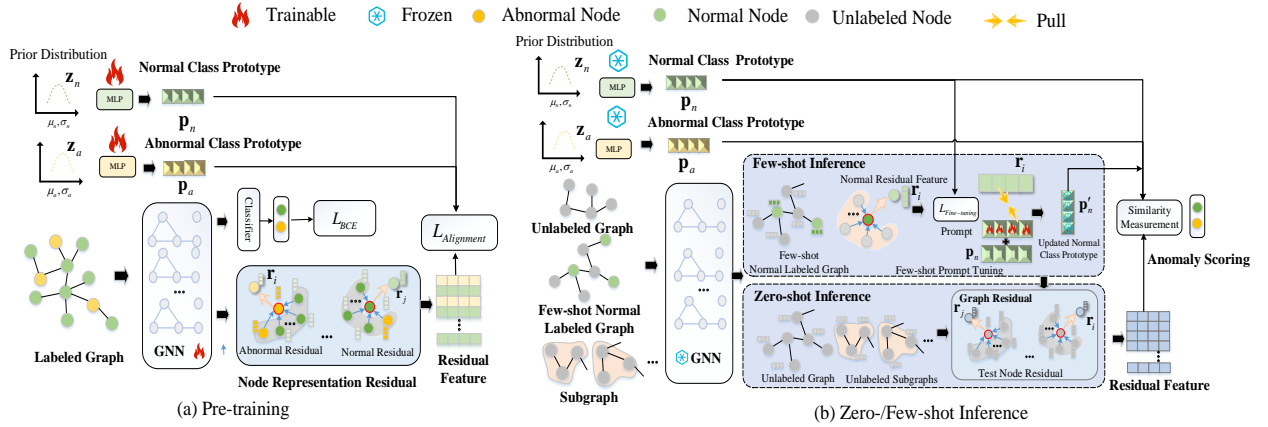 Trainable
Frozen
Abnormal Node
Normal Node
Unlabeled Node
Pull
Prior Distribution
z_n
μ_n, σ_n
MLP
Normal Class Prototype
p_n
z_a
μ_a, σ_a
MLP
Abnormal Class Prototype
p_a
Labeled Graph
...
GNN
Classifier
L_BCE
L_Alignment
r_i
r_j
...
...
...
Abnormal Residual
Normal Residual
Node Representation Residual
Residual
Feature
(a) Pre-training
Prior Distribution
z_n
μ_n, σ_n
MLP
Normal Class Prototype
p_n
z_a
μ_a, σ_a
MLP
Abnormal Class Prototype
p_a
Unlabeled Graph
Few-shot Normal
Labeled Graph
Subgraph
...
...
GNN
Few-shot Inference
Normal Residual Feature
r_i
...
Few-shot
Normal Labeled Graph
L_Fine-tuning
Prompt
r_i
+
p_n
Few-shot Prompt Tuning
p'_n
Updated Normal
Class Prototype
Similarity
Measurement
Anomaly Scoring
Zero-shot Inference
Unlabeled Graph
Unlabeled Subgraphs
...
Graph Residual
r_j
r_i
...
...
...
Test Node Residual
Residual Feature
(b) Zero-/Few-shot Inference